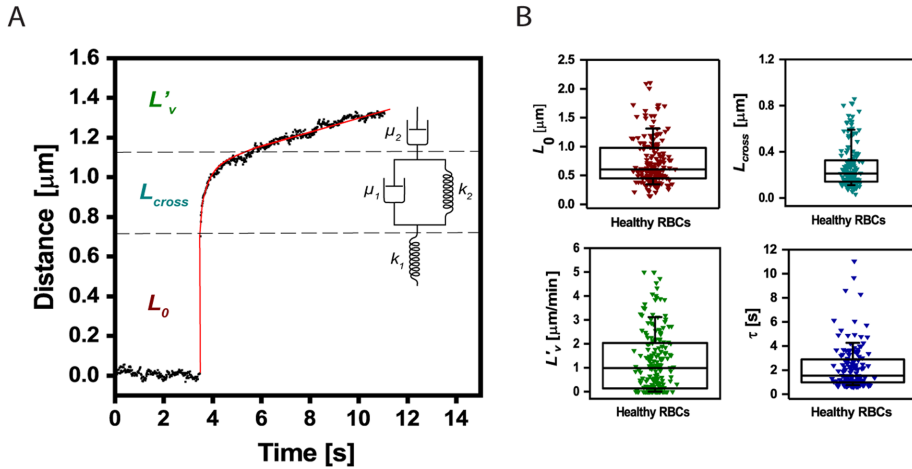 A
Distance [μm]
1.6
1.4
1.2
1.0
0.8
0.6
0.4
0.2
0.0
L'v
Lcross
L0
μ2
μ1
k2
k1
0 2 4 6 8 10 12 14
Time [s]
B
L0 [μm]
2.5
2.0
1.5
1.0
0.5
0.0
Healthy RBCs
Lcross [μm]
1.2
0.8
0.4
0.0
Healthy RBCs
L'v [μm/min]
6
5
4
3
2
1
0
Healthy RBCs
τ [s]
12
10
8
6
4
2
0
Healthy RBCs